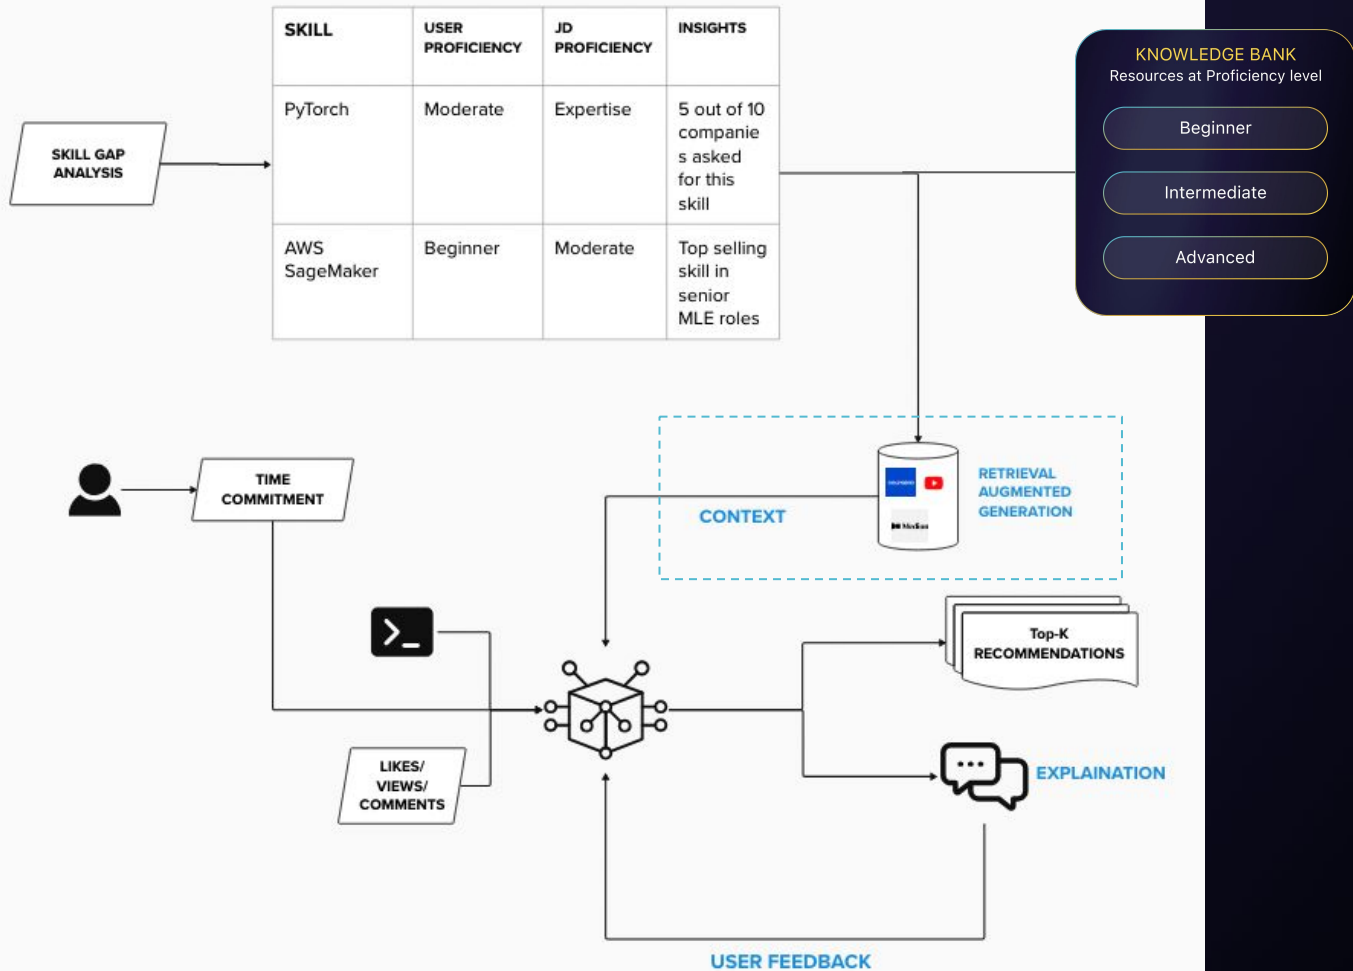 SKILL
USER
PROFICIENCY
JD
PROFICIENCY
INSIGHTS
PyTorch
Moderate
Expertise
5 out of 10
companie
s asked
for this
skill
AWS
SageMaker
Beginner
Moderate
Top selling
skill in
senior
MLE roles
SKILL GAP
ANALYSIS
KNOWLEDGE BANK
Resources at Proficiency level
Beginner
Intermediate
Advanced
TIME
COMMITMENT
CONTEXT
Medium
RETRIEVAL
AUGMENTED
GENERATION
>_
LIKES/
VIEWS/
COMMENTS
Top-K
RECOMMENDATIONS
EXPLAINATION
USER FEEDBACK